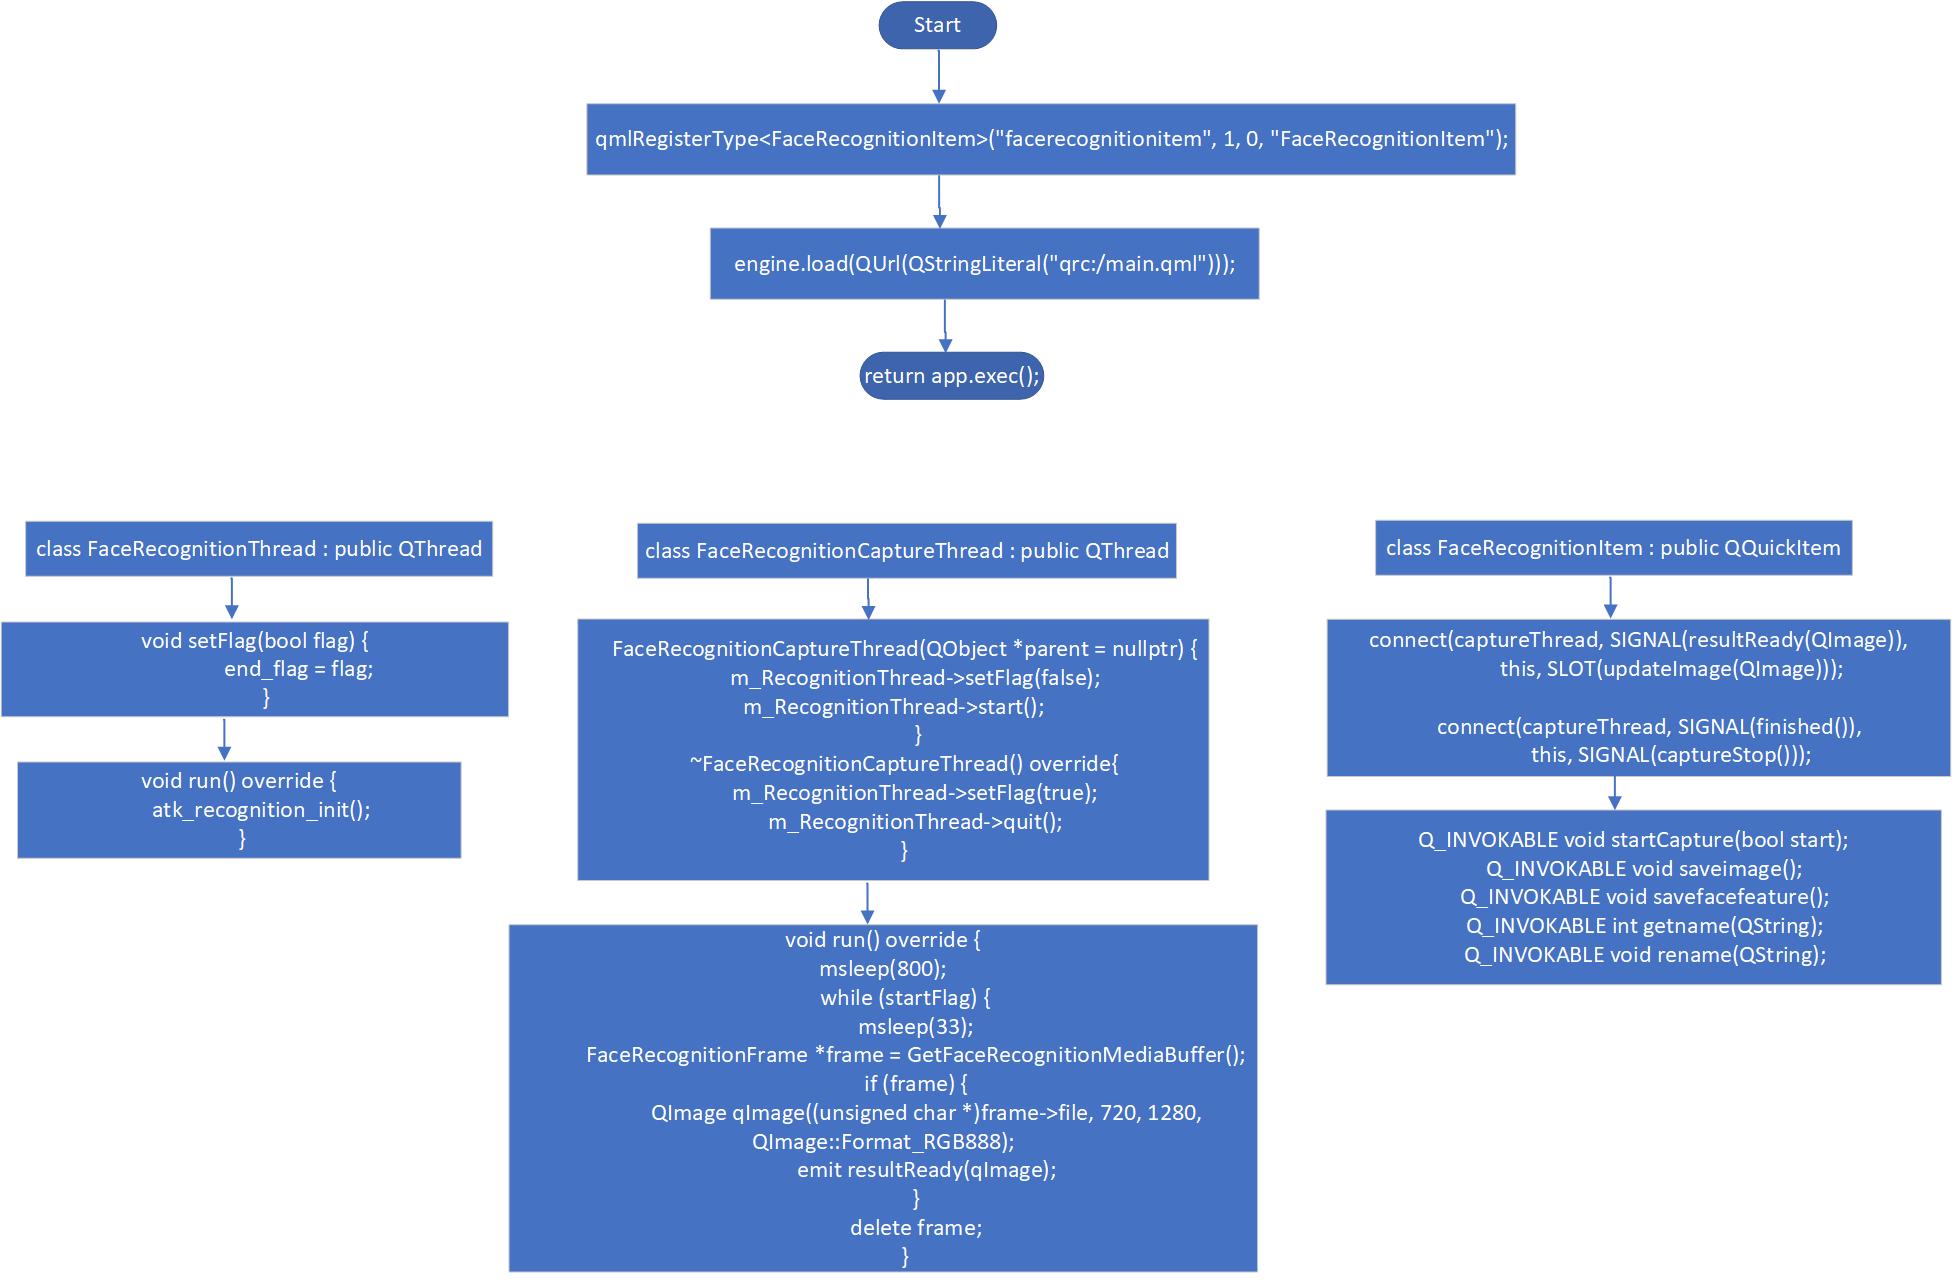 Start
qmlRegisterType<FaceRecognitionItem>("facerecognitionitem", 1, 0, "FaceRecognitionItem");
engine.load(QUrl(QStringLiteral("qrc:/main.qml")));
return app.exec();
class FaceRecognitionThread : public QThread
void setFlag(bool flag) {
end_flag = flag;
}
void run() override {
atk_recognition_init();
}
class FaceRecognitionCaptureThread : public QThread
FaceRecognitionCaptureThread(QObject *parent = nullptr) {
m_RecognitionThread->setFlag(false);
m_RecognitionThread->start();
}
~FaceRecognitionCaptureThread() override{
m_RecognitionThread->setFlag(true);
m_RecognitionThread->quit();
}
void run() override {
msleep(800);
while (startFlag) {
msleep(33);
FaceRecognitionFrame *frame = GetFaceRecognitionMediaBuffer();
if (frame) {
QImage qImage((unsigned char *)frame->file, 720, 1280,
QImage::Format_RGB888);
emit resultReady(qImage);
}
delete frame;
}
class FaceRecognitionItem : public QQuickItem
connect(captureThread, SIGNAL(resultReady(QImage)),
this, SLOT(updateImage(QImage)));
connect(captureThread, SIGNAL(finished()),
this, SIGNAL(captureStop()));
Q_INVOKABLE void startCapture(bool start);
Q_INVOKABLE void saveimage();
Q_INVOKABLE void savefacefeature();
Q_INVOKABLE int getname(QString);
Q_INVOKABLE void rename(QString);